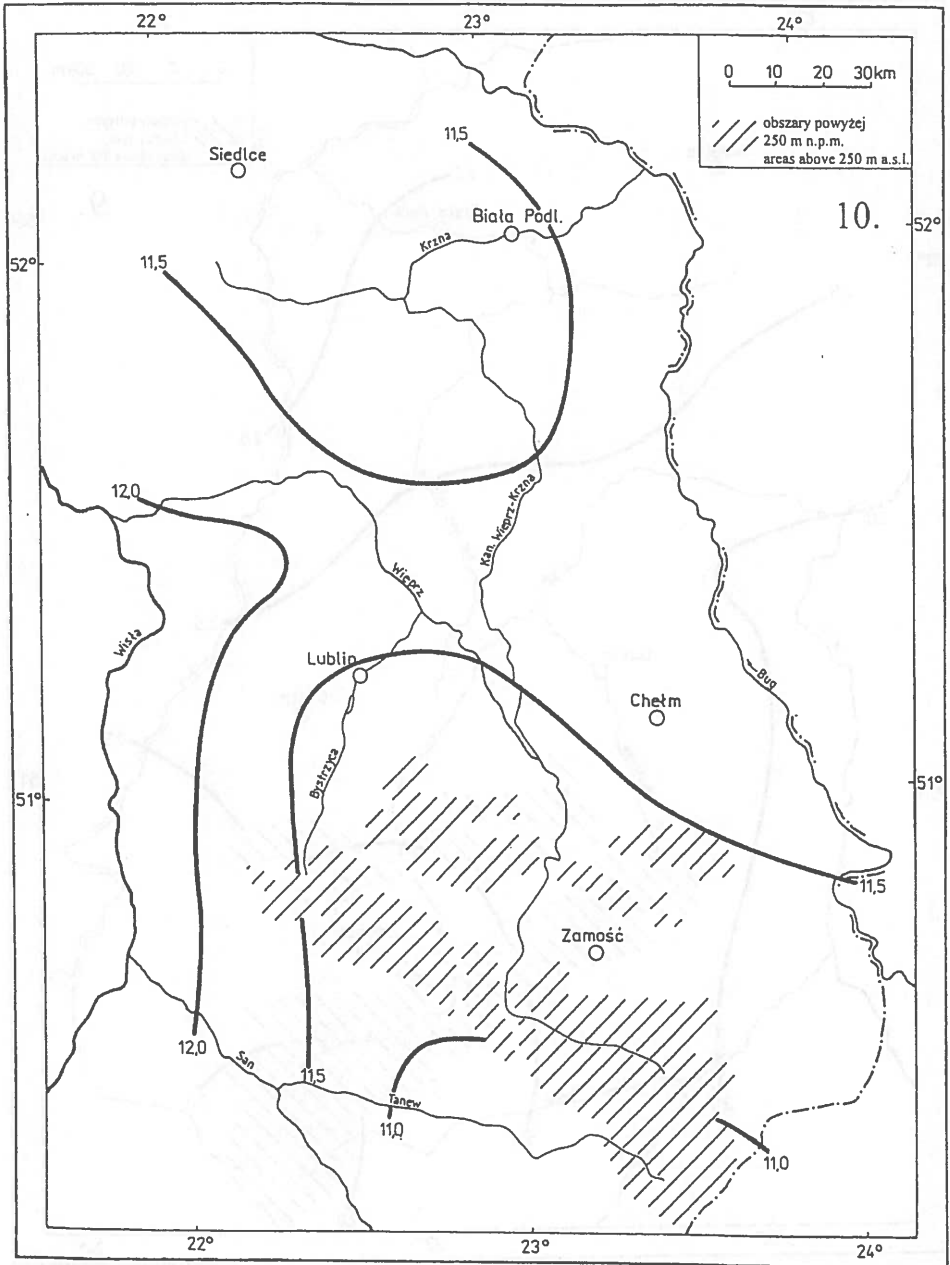 22°
23°
24°
0 10 20 30km
obszary powyżej
250 m n.p.m.
areas above 250 m a.s.l.
11,5
Siedlce
10.
Biała Podl.
Krzna
52°
52°
11,5
12,0
Kan. Wieprz-Krzna
Wieprz
Wisła
Lublin
Bug
Chełm
Bystrzyca
51°
51°
11,5
Zamość
12,0
San
11,5
Tanew
11,0
11,0
22°
23°
24°